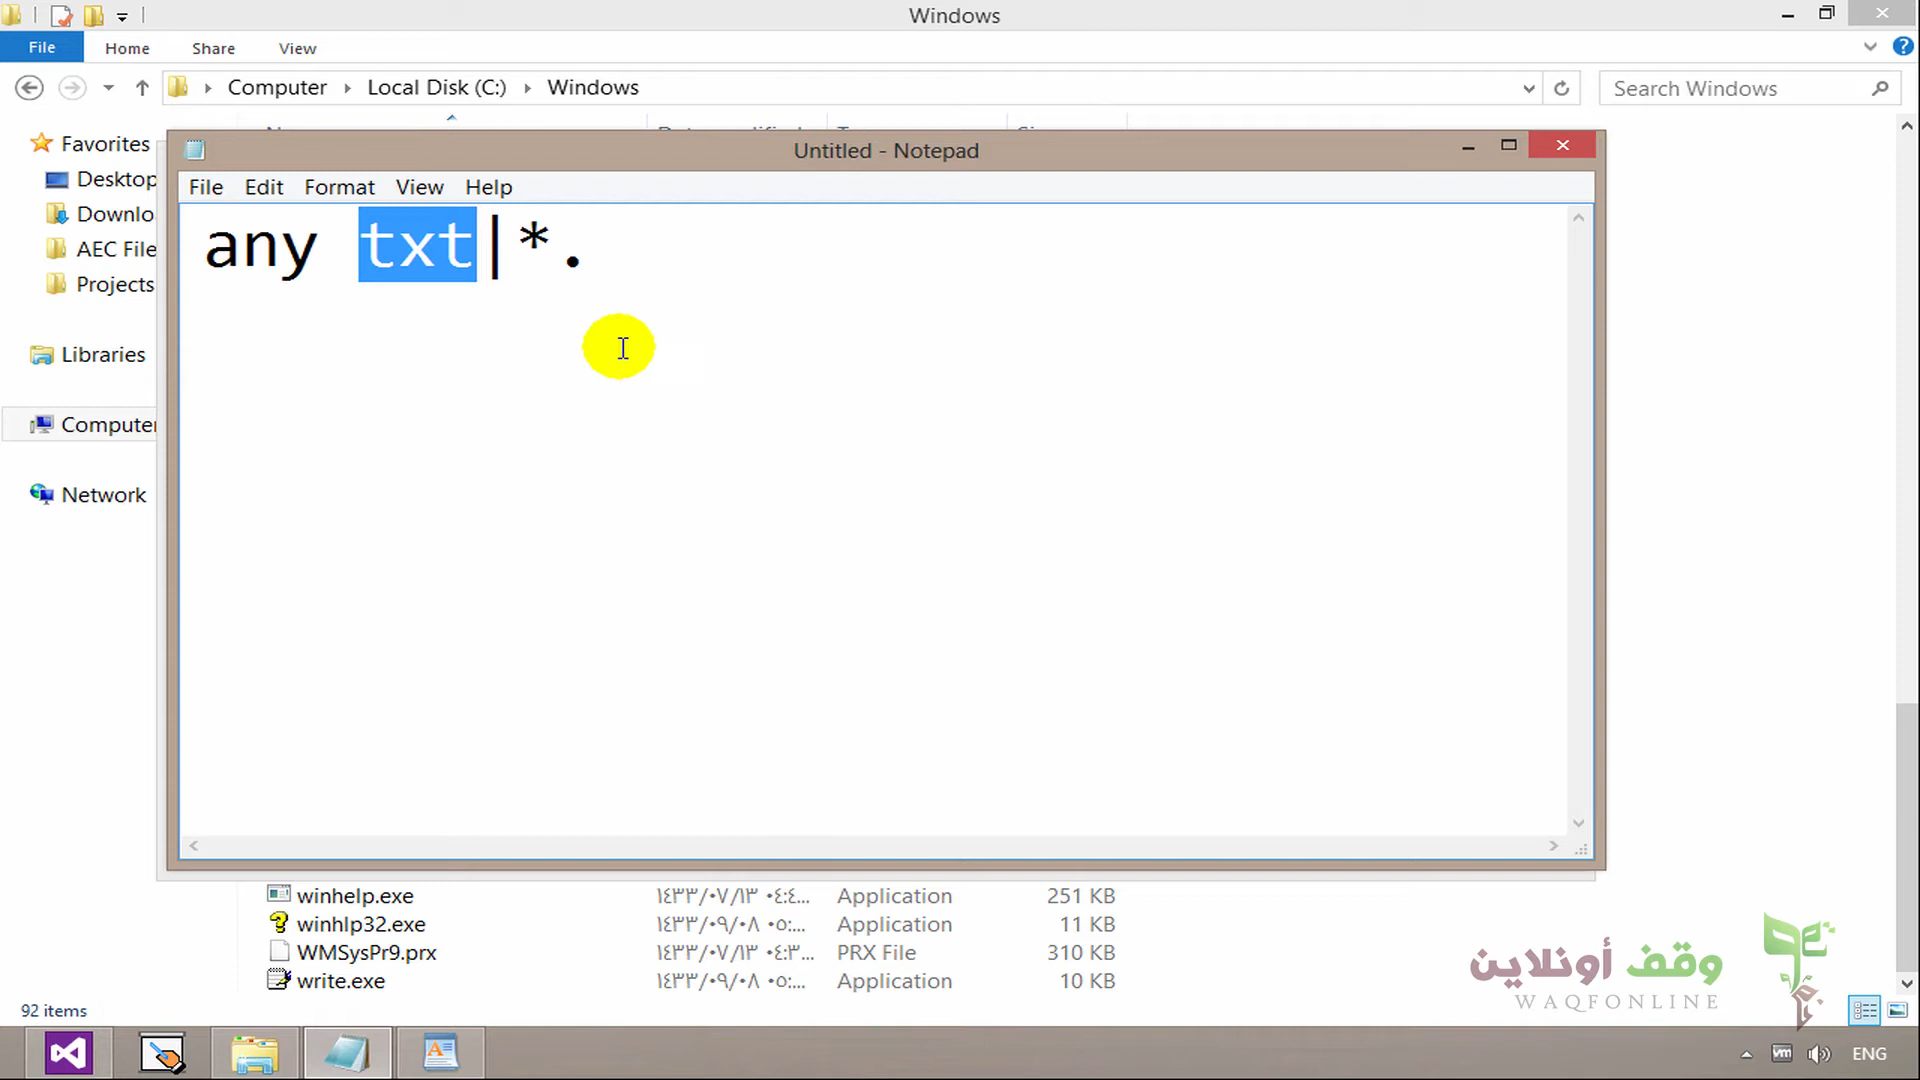 Windows
File Home Share View
Computer Local Disk (C:) Windows
Search Windows
Favorites
Desktop
AEC File
Projects
Libraries
Computer
Network
Untitled - Notepad
File Edit Format View Help
any txt|*.
winhelp.exe ١٤٣٣/٠٧/١٣ ٠٤:٤... Application 251 KB
winhlp32.exe ١٤٣٣/٠٩/٠٨ ٠٥:... Application 11 KB
WMSysPr9.prx ١٤٣٣/٠٧/١٣ ٠٤:٣... PRX File 310 KB
write.exe ١٤٣٣/٠٩/٠٨ ٠٥:... Application 10 KB
92 items
وقف أونلاين
WAQFONLINE
ENG